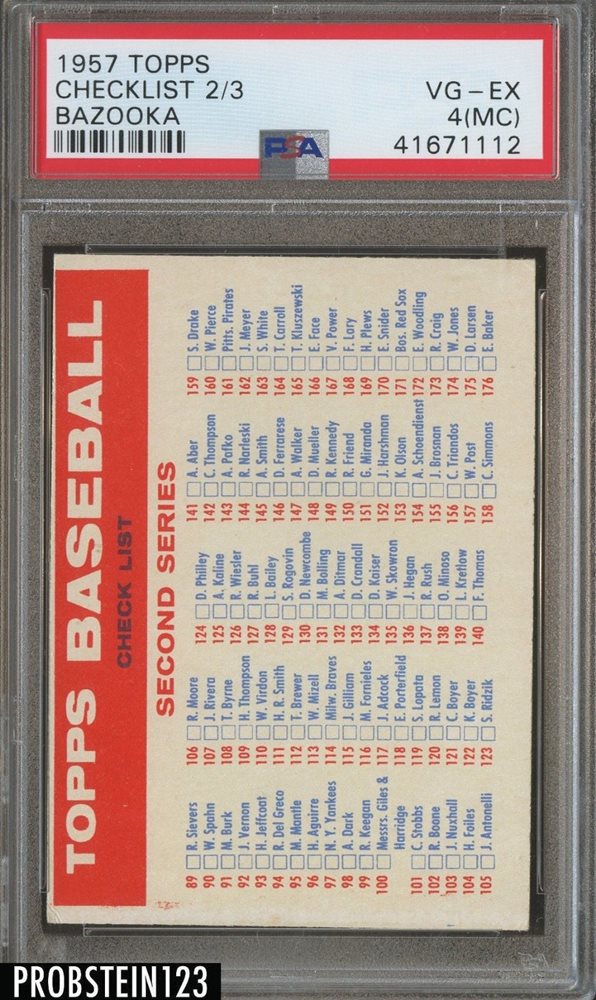 1957 TOPPS
CHECKLIST 2/3
BAZOOKA
VG – EX
4(MC)
41671112
PSA
TOPPS BASEBALL
CHECK LIST
SECOND SERIES
89 R. Sievers
90 W. Spahn
91 M. Burk
92 J. Vernon
93 H. Jeffcoat
94 R. Del Greco
95 M. Mantle
96 H. Aguirre
97 N. Y. Yankees
98 A. Dark
99 R. Keegan
100 Messrs. Giles &
Harridge
101 C. Stobbs
102 R. Boone
103 J. Nuxhall
104 H. Foiles
105 J. Antonelli
106 R. Moore
107 J. Rivera
108 T. Byrne
109 H. Thompson
110 W. Virdon
111 H. R. Smith
112 T. Brewer
113 W. Mizell
114 Milw. Braves
115 J. Gilliam
116 M. Fornieles
117 J. Adcock
118 E. Porterfield
119 S. Lopata
120 R. Lemon
121 C. Boyer
122 K. Boyer
123 S. Ridzik
124 D. Philley
125 A. Kaline
126 R. Wiesler
127 R. Buhl
128 L. Bailey
129 S. Rogovin
130 D. Newcombe
131 M. Bolling
132 A. Ditmar
133 D. Crandall
134 D. Kaiser
135 W. Skowron
136 J. Hegan
137 R. Rush
138 O. Minoso
139 L. Kretlow
140 F. Thomas
141 A. Aber
142 C. Thompson
143 A. Pafko
144 R. Narleski
145 A. Smith
146 D. Ferrarese
147 A. Walker
148 D. Mueller
149 R. Kennedy
150 R. Friend
151 G. Miranda
152 J. Harshman
153 K. Olson
154 A. Schoendienst
155 J. Brosnan
156 C. Triandos
157 W. Post
158 C. Simmons
159 S. Drake
160 W. Pierce
161 Pitts. Pirates
162 J. Meyer
163 S. White
164 T. Carroll
165 T. Kluszewski
166 E. Face
167 V. Power
168 F. Lary
169 H. Plews
170 E. Snider
171 Bos. Red Sox
172 E. Woodling
173 R. Craig
174 W. Jones
175 D. Larsen
176 E. Baker
PROBSTEIN123